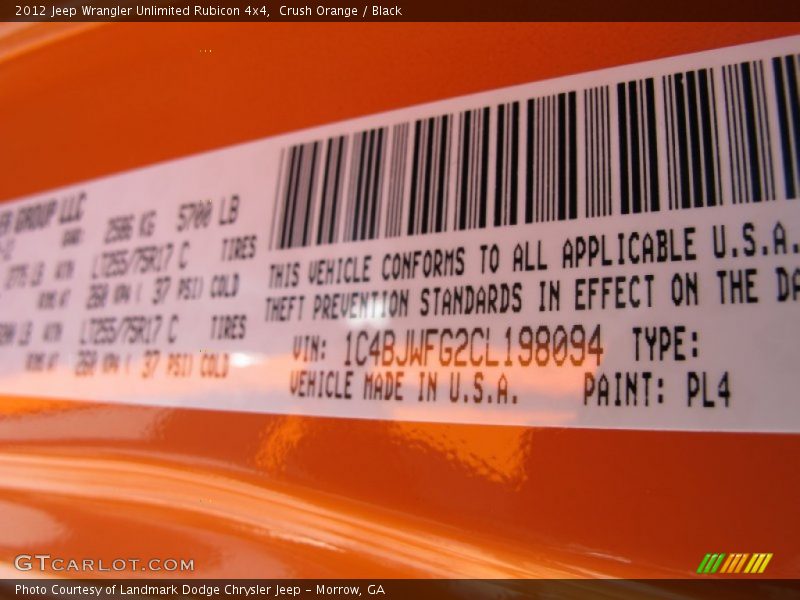 2012 Jeep Wrangler Unlimited Rubicon 4x4, Crush Orange / Black
GROUP LLC
2586 KG 5700 LB
LT255/75R17 C TIRES
260 KPA ( 37 PSI) COLD
LT255/75R17 C TIRES
260 KPA ( 37 PSI) COLD
THIS VEHICLE CONFORMS TO ALL APPLICABLE U.S.A.
THEFT PREVENTION STANDARDS IN EFFECT ON THE DA
VIN: 1C4BJWFG2CL198094 TYPE:
VEHICLE MADE IN U.S.A. PAINT: PL4
GTCARLOT.COM
Photo Courtesy of Landmark Dodge Chrysler Jeep - Morrow, GA